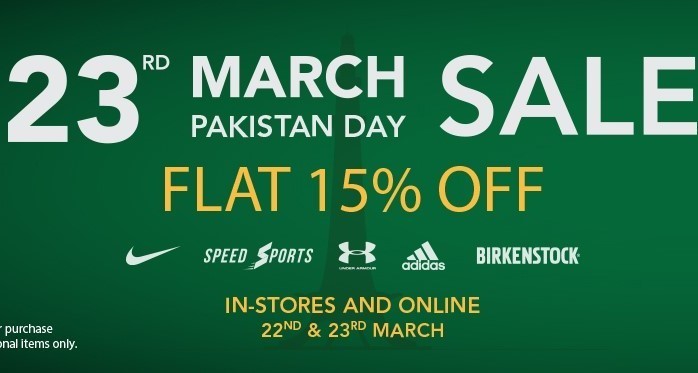 23RD MARCH SALE
PAKISTAN DAY
FLAT 15% OFF
SPEED SPORTS UNDER ARMOUR adidas BIRKENSTOCK
IN-STORES AND ONLINE
22ND & 23RD MARCH
purchase
items only.